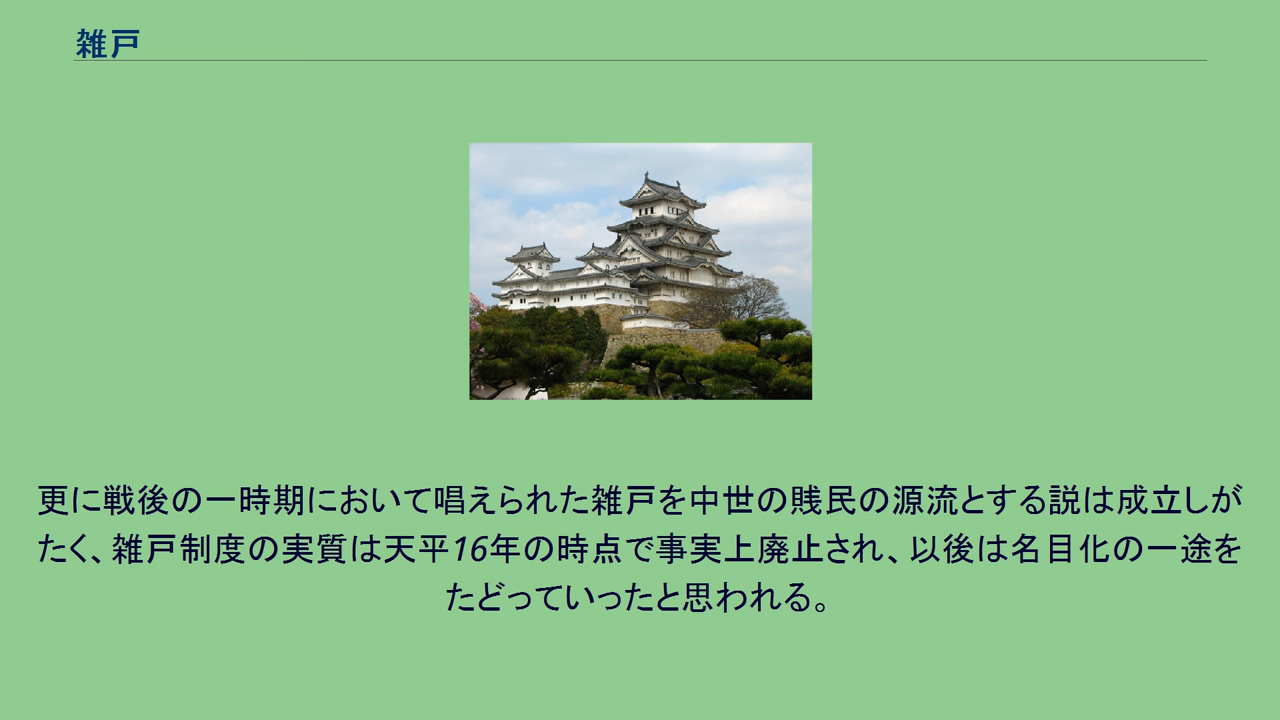 雑戸
更に戦後の一時期において唱えられた雑戸を中世の賎民の源流とする説は成立しが
たく、雑戸制度の実質は天平16年の時点で事実上廃止され、以後は名目化の一途を
たどっていったと思われる。